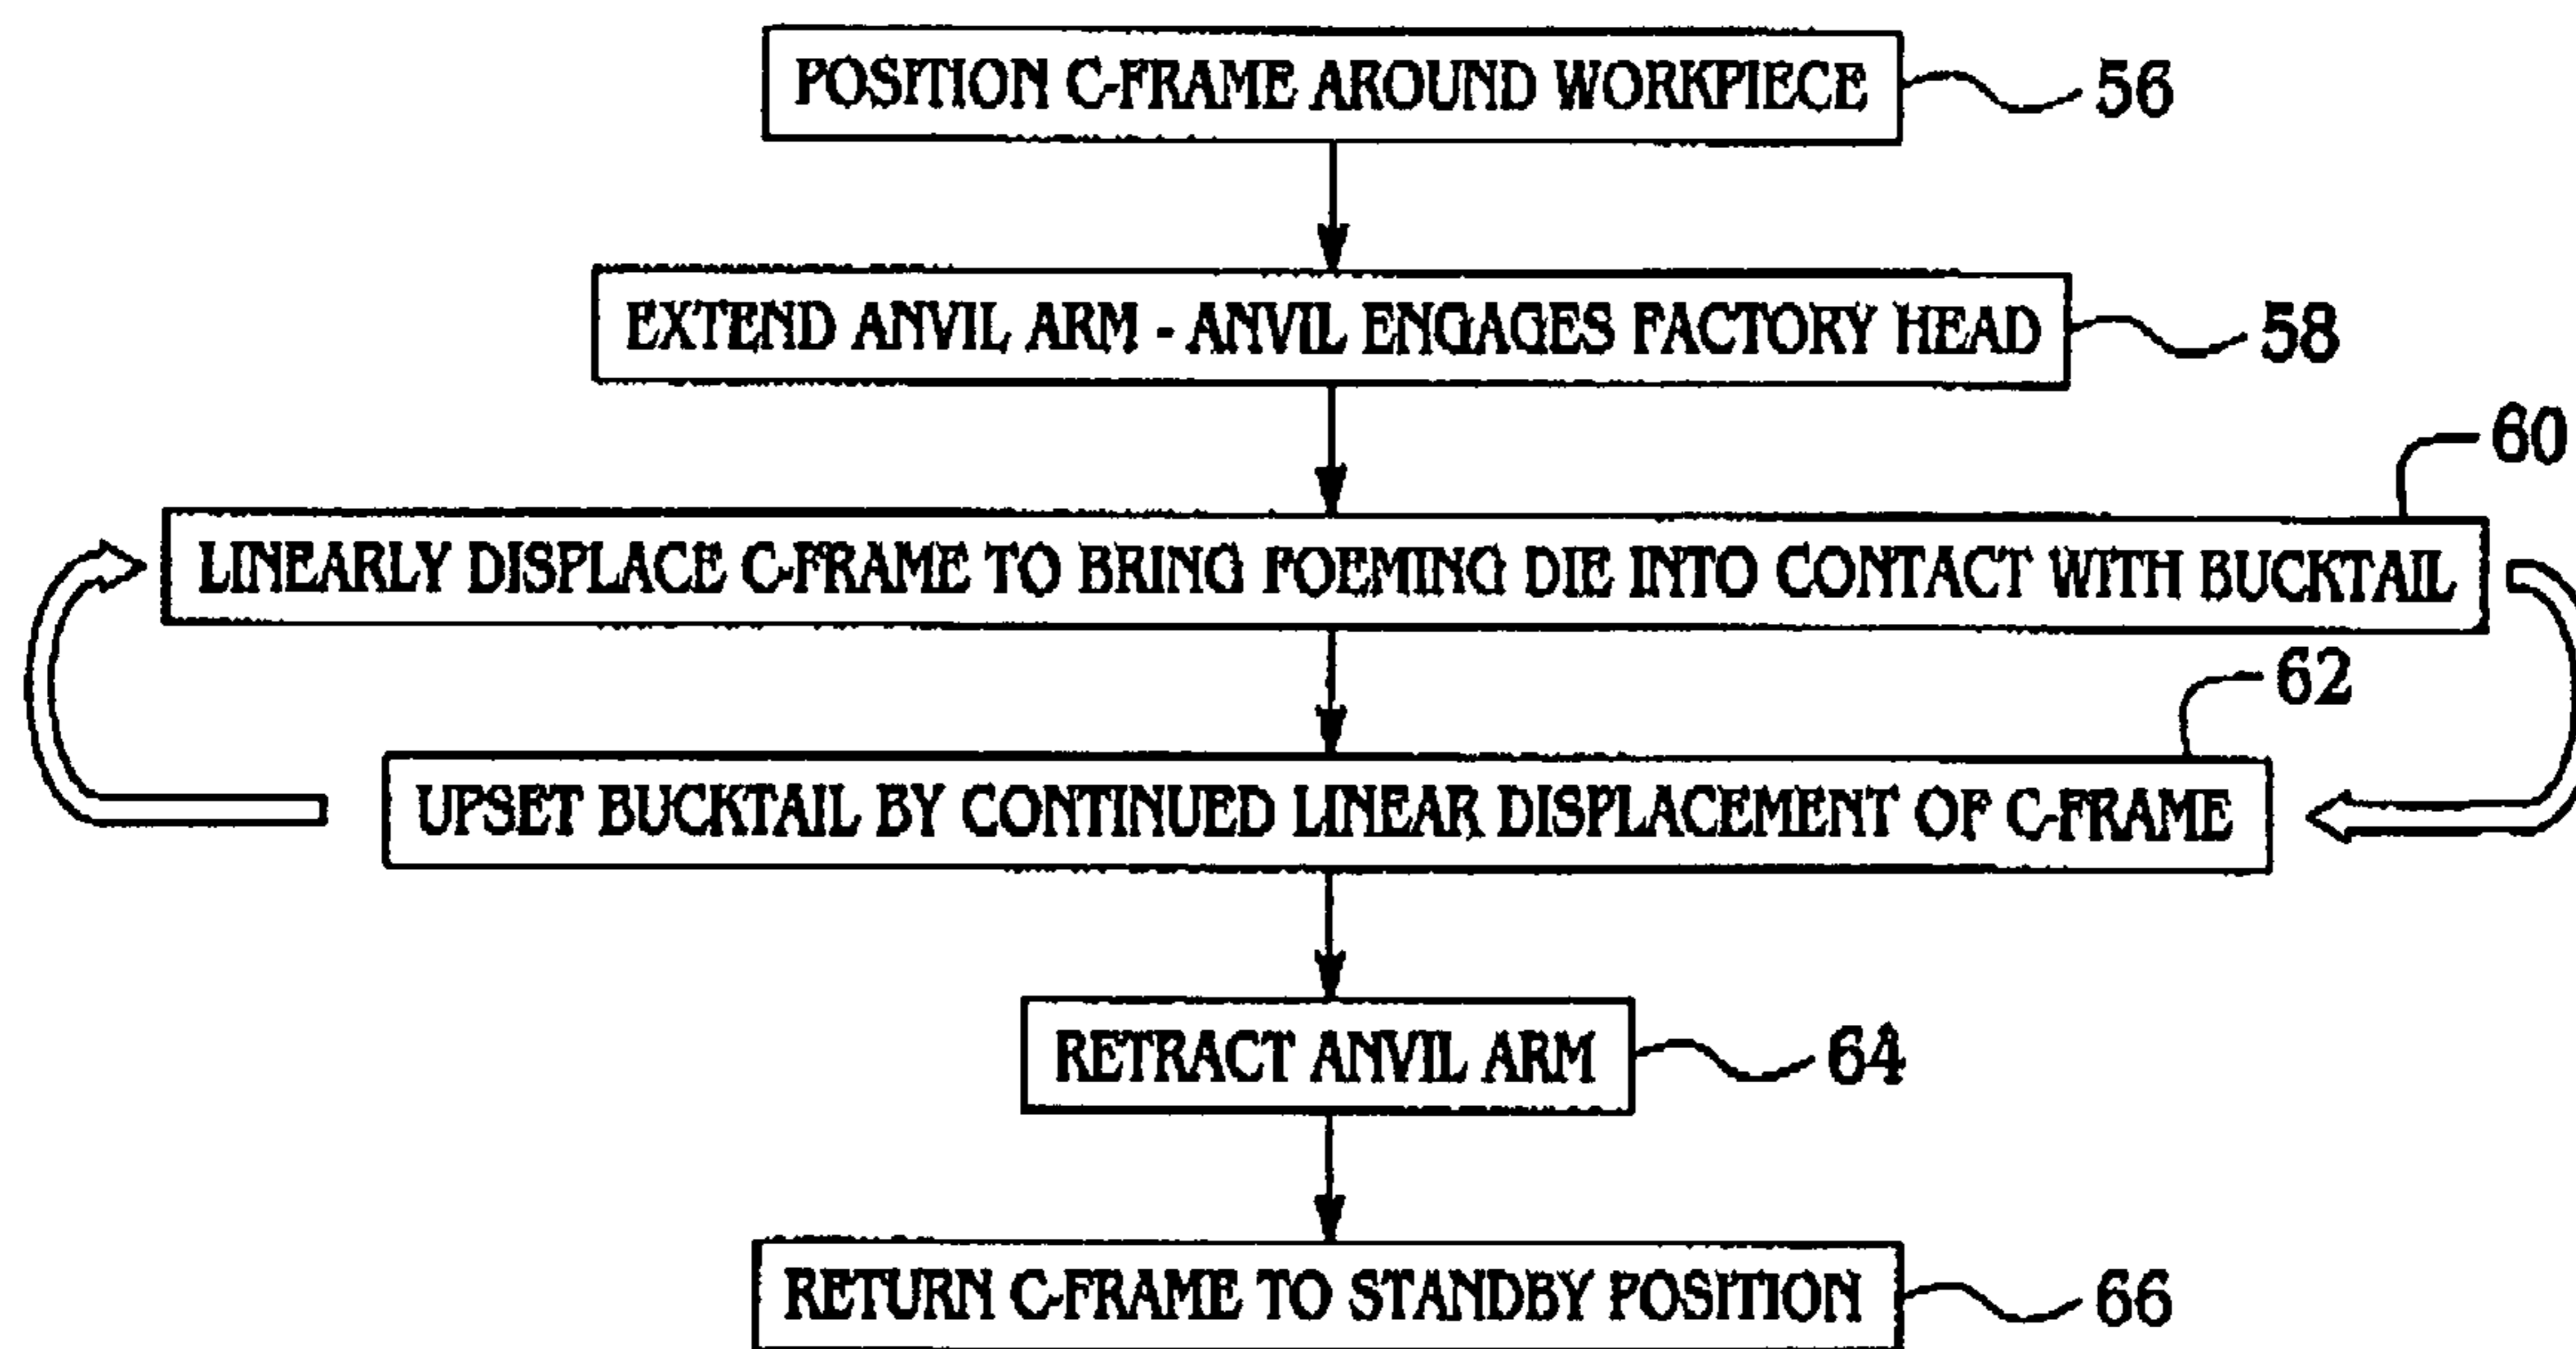 POSITION C-FRAME AROUND WORKPIECE
56
EXTEND ANVIL ARM - ANVIL ENGAGES FACTORY HEAD
58
60
LINEARLY DISPLACE C-FRAME TO BRING FOEMING DIE INTO CONTACT WITH BUCKTAIL
62
UPSET BUCKTAIL BY CONTINUED LINEAR DISPLACEMENT OF C-FRAME
RETRACT ANVIL ARM
64
RETURN C-FRAME TO STANDBY POSITION
66